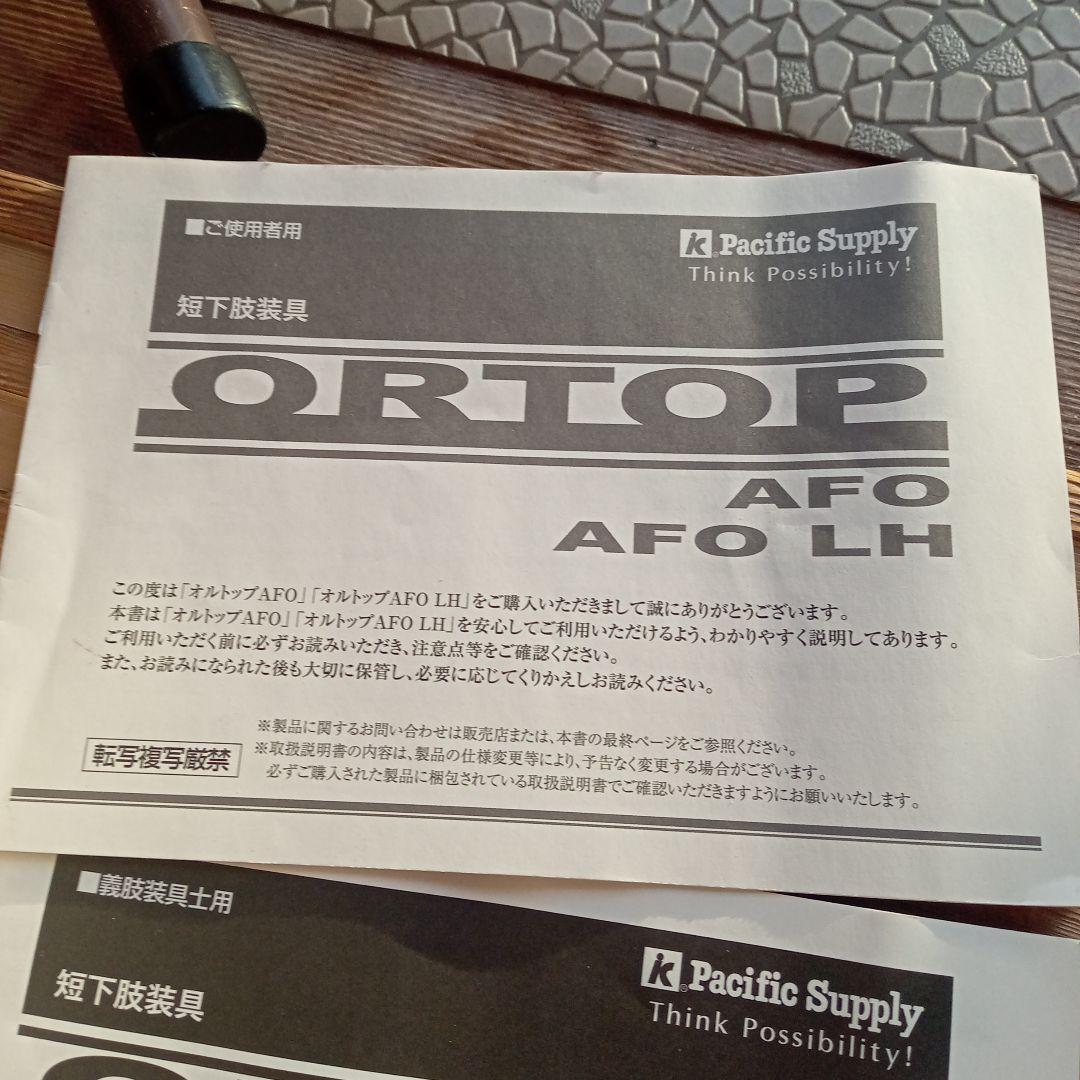 ■ご使用者用
Pacific Supply
Think Possibility!
短下肢装具
ORTOP
AFO
AFO LH
この度は「オルトップAFO」「オルトップAFO LH」をご購入いただきまして誠にありがとうございます。
本書は「オルトップAFO」「オルトップAFO LH」を安心してご利用いただけるよう、わかりやすく説明してあります。
ご利用いただく前に必ずお読みいただき、注意点等をご確認ください。
また、お読みになられた後も大切に保管し、必要に応じてくりかえしお読みください。
転写複写厳禁
※製品に関するお問い合わせは販売店または、本書の最終ページをご参照ください。
※取扱説明書の内容は、製品の仕様変更等により、予告なく変更する場合がございます。
必ずご購入された製品に梱包されている取扱説明書でご確認いただきますようにお願いいたします。
■義肢装具士用
Pacific Supply
Think Possibility!
短下肢装具